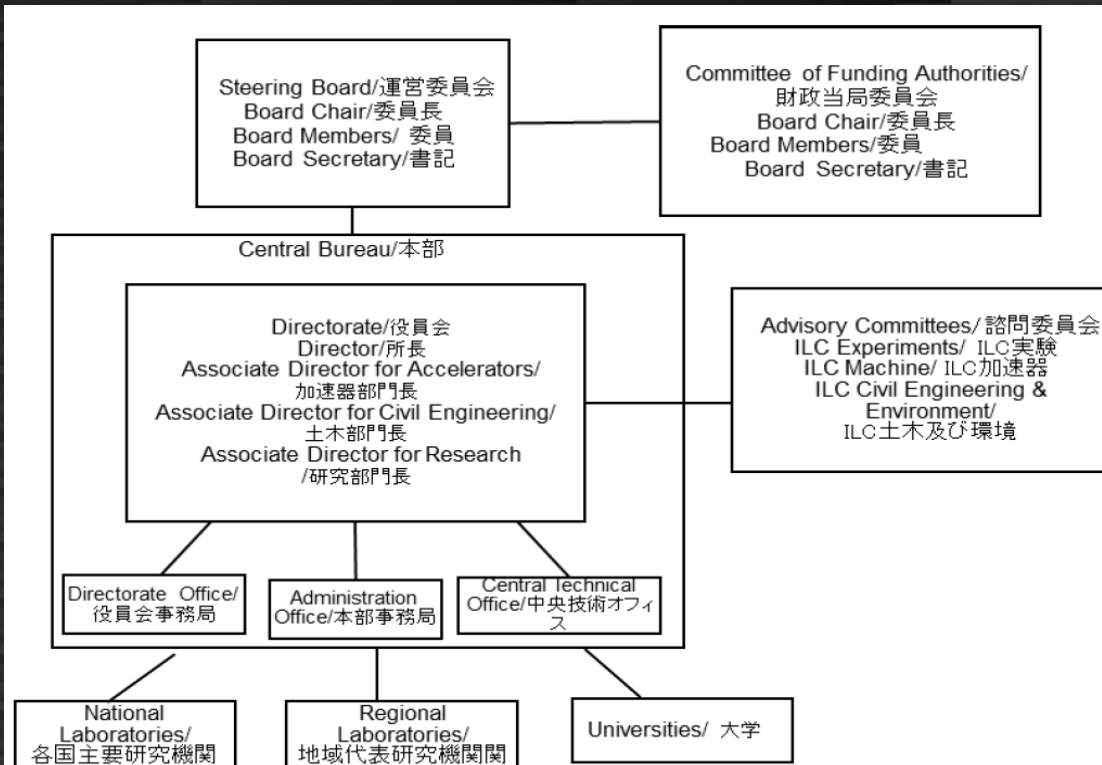 Steering Board/運営委員会
Board Chair/委員長
Board Members/ 委員
Board Secretary/書記
Committee of Funding Authorities/
財政当局委員会
Board Chair/委員長
Board Members/委員
Board Secretary/書記
Central Bureau/本部
Directorate/役員会
Director/所長
Associate Director for Accelerators/
加速器部門長
Associate Director for Civil Engineering/
土木部門長
Associate Director for Research
/研究部門長
Advisory Committees/ 諮問委員会
ILC Experiments/ ILC実験
ILC Machine/ ILC加速器
ILC Civil Engineering &
Environment/
ILC土木及び環境
Directorate Office/
役員会事務局
Administration
Office/本部事務局
Central Technical
Office/中央技術オフィ
ス
National
Laboratories/
各国主要研究機関
Regional
Laboratories/
地域代表研究機関関
Universities/ 大学